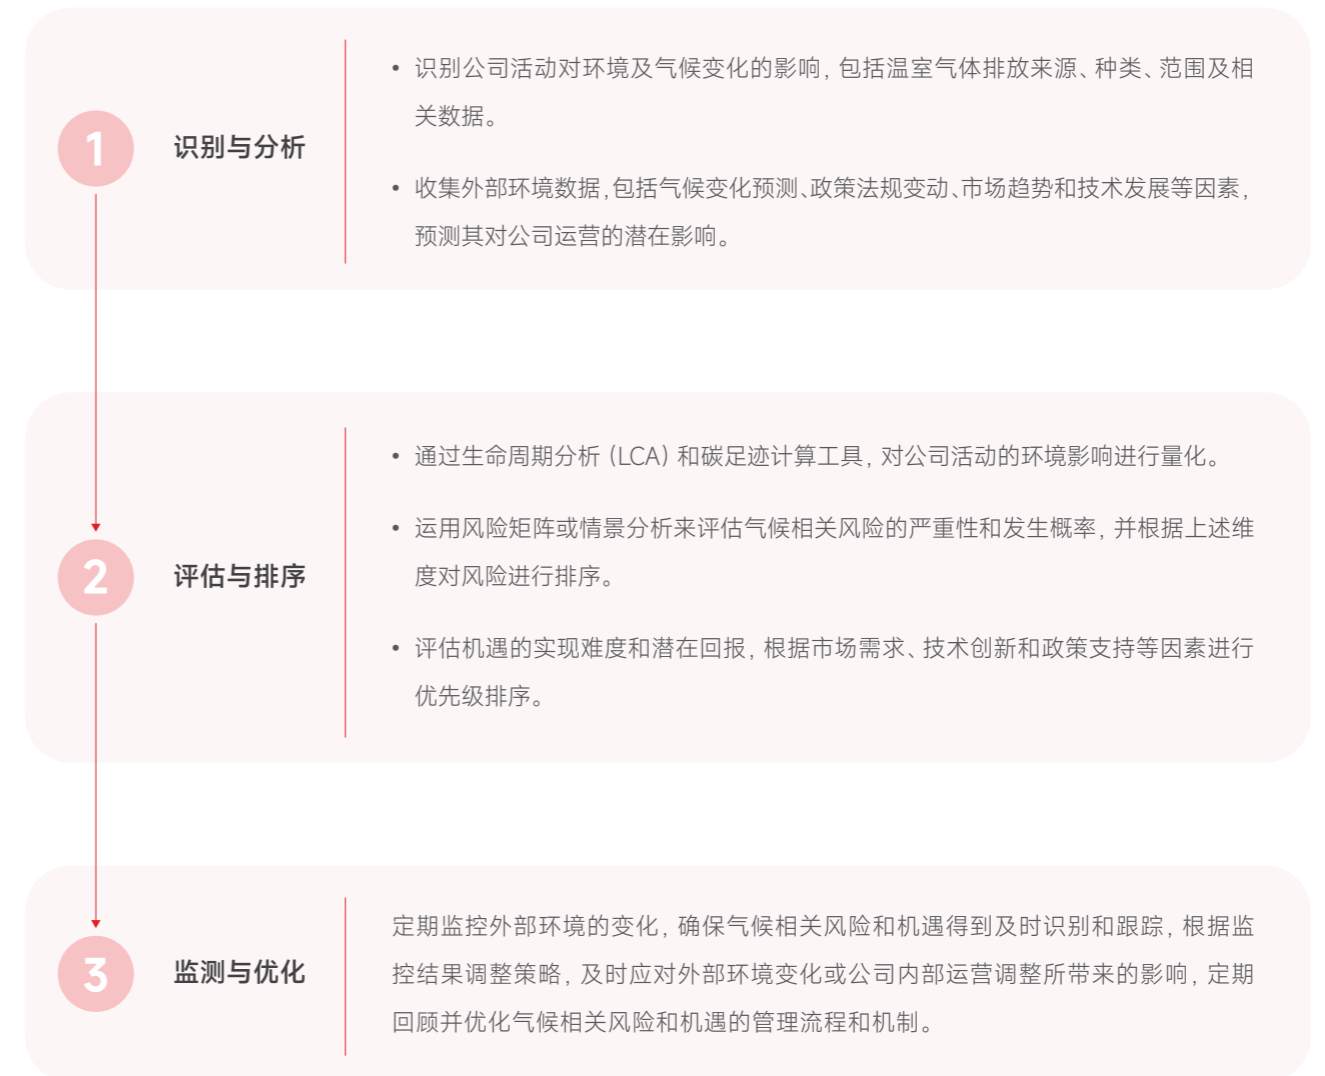 1
识别与分析
• 识别公司活动对环境及气候变化的影响，包括温室气体排放来源、种类、范围及相
关数据。
• 收集外部环境数据，包括气候变化预测、政策法规变动、市场趋势和技术发展等因素，
预测其对公司运营的潜在影响。
2
评估与排序
• 通过生命周期分析（LCA）和碳足迹计算工具，对公司活动的环境影响进行量化。
• 运用风险矩阵或情景分析来评估气候相关风险的严重性和发生概率，并根据上述维
度对风险进行排序。
• 评估机遇的实现难度和潜在回报，根据市场需求、技术创新和政策支持等因素进行
优先级排序。
3
监测与优化
定期监控外部环境的变化，确保气候相关风险和机遇得到及时识别和跟踪，根据监
控结果调整策略，及时应对外部环境变化或公司内部运营调整所带来的影响，定期
回顾并优化气候相关风险和机遇的管理流程和机制。